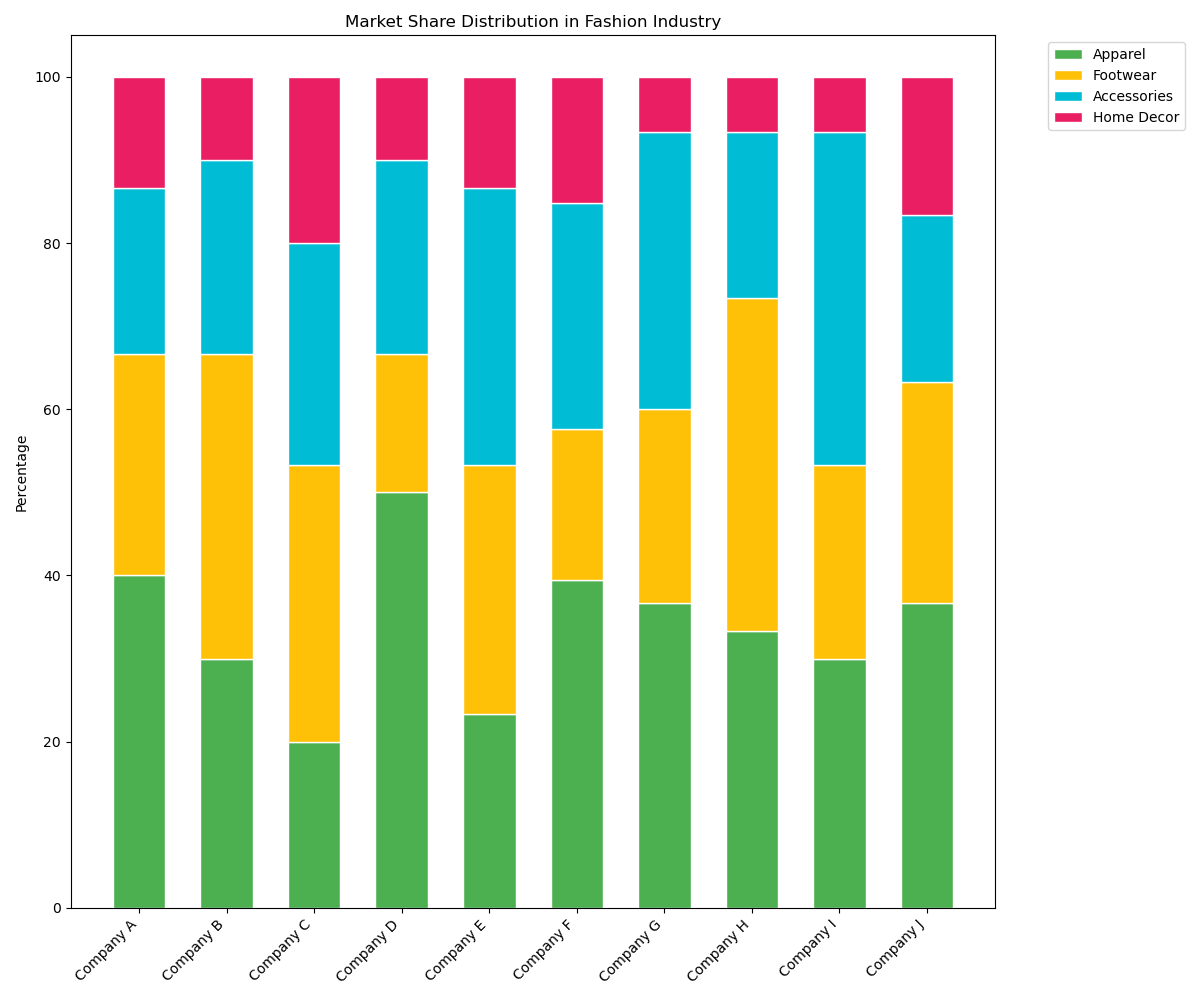 Market Share Distribution in Fashion Industry
Apparel
Footwear
Accessories
Home Decor
Percentage
100
80
60
40
20
0
Company A
Company B
Company C
Company D
Company E
Company F
Company G
Company H
Company I
Company J